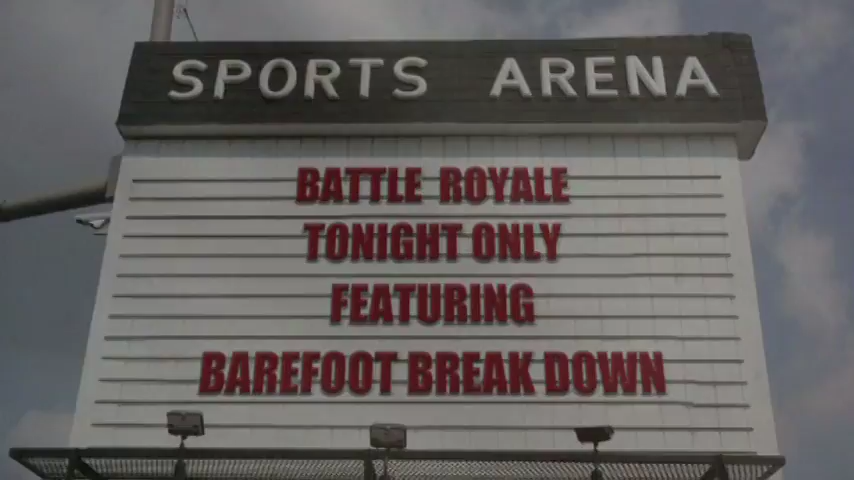 SPORTS ARENA
BATTLE ROYALE
TONIGHT ONLY
FEATURING
BAREFOOT BREAK DOWN